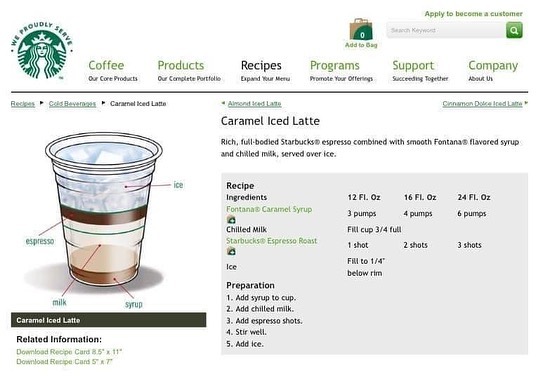 Apply to become a customer
WE PROUDLY SERVE
0
Add to Bag
Search Keyword
Coffee Products Recipes Programs Support Company
Our Core Products Our Complete Portfolio Expand Your Menu Promote Your Offerings Succeeding Together About Us
Recipes Cold Beverages Caramel Iced Latte
Almond Iced Latte Cinnamon Dolce Iced Latte
Caramel Iced Latte
Rich, full-bodied Starbucks® espresso combined with smooth Fontana® flavored syrup
and chilled milk, served over ice.
ice
espresso
milk
syrup
Caramel Iced Latte
Related Information:
Download Recipe Card 8.5" x 11"
Download Recipe Card 5" x 7"
Recipe
Ingredients 12 Fl. Oz 16 Fl. Oz 24 Fl. Oz
Fontana® Caramel Syrup 3 pumps 4 pumps 6 pumps
Chilled Milk Fill cup 3/4 full
Starbucks® Espresso Roast 1 shot 2 shots 3 shots
Ice Fill to 1/4"
below rim
Preparation
1. Add syrup to cup.
2. Add chilled milk.
3. Add espresso shots.
4. Stir well.
5. Add ice.